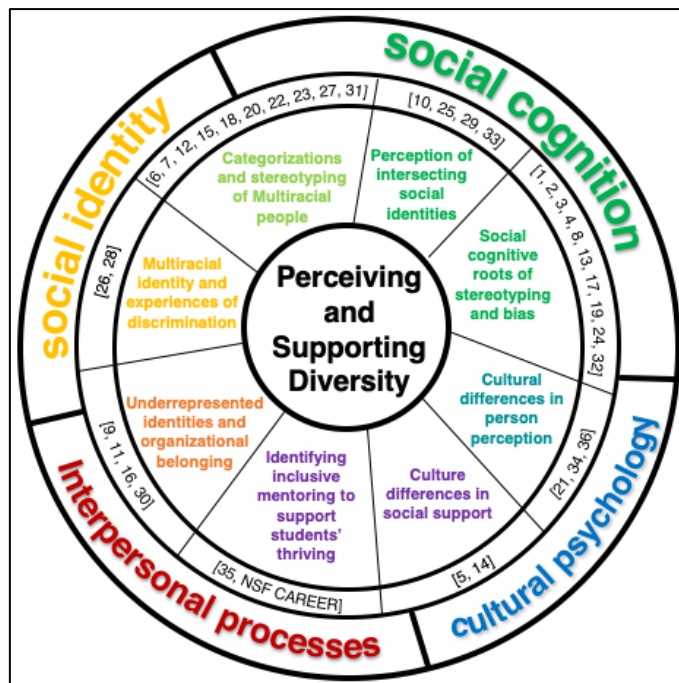 social identity
social cognition
cultural psychology
Interpersonal processes
[6, 7, 12, 15, 18, 20, 22, 23, 27, 31]
[10, 25, 29, 33]
[1, 2, 3, 4, 8, 13, 17, 19, 24, 32]
[21, 34, 36]
[5, 14]
[35, NSF CAREER]
[9, 11, 16, 30]
[26, 28]
Categorizations
and stereotyping
of Multiracial
people
Perception of
intersecting
social
identities
Social
cognitive
roots of
stereotyping
and bias
Cultural
differences in
person
perception
Culture
differences in
social support
Identifying
inclusive
mentoring to
support
students'
thriving
Underrepresented
identities and
organizational
belonging
Multiracial
identity and
experiences of
discrimination
Perceiving
and
Supporting
Diversity